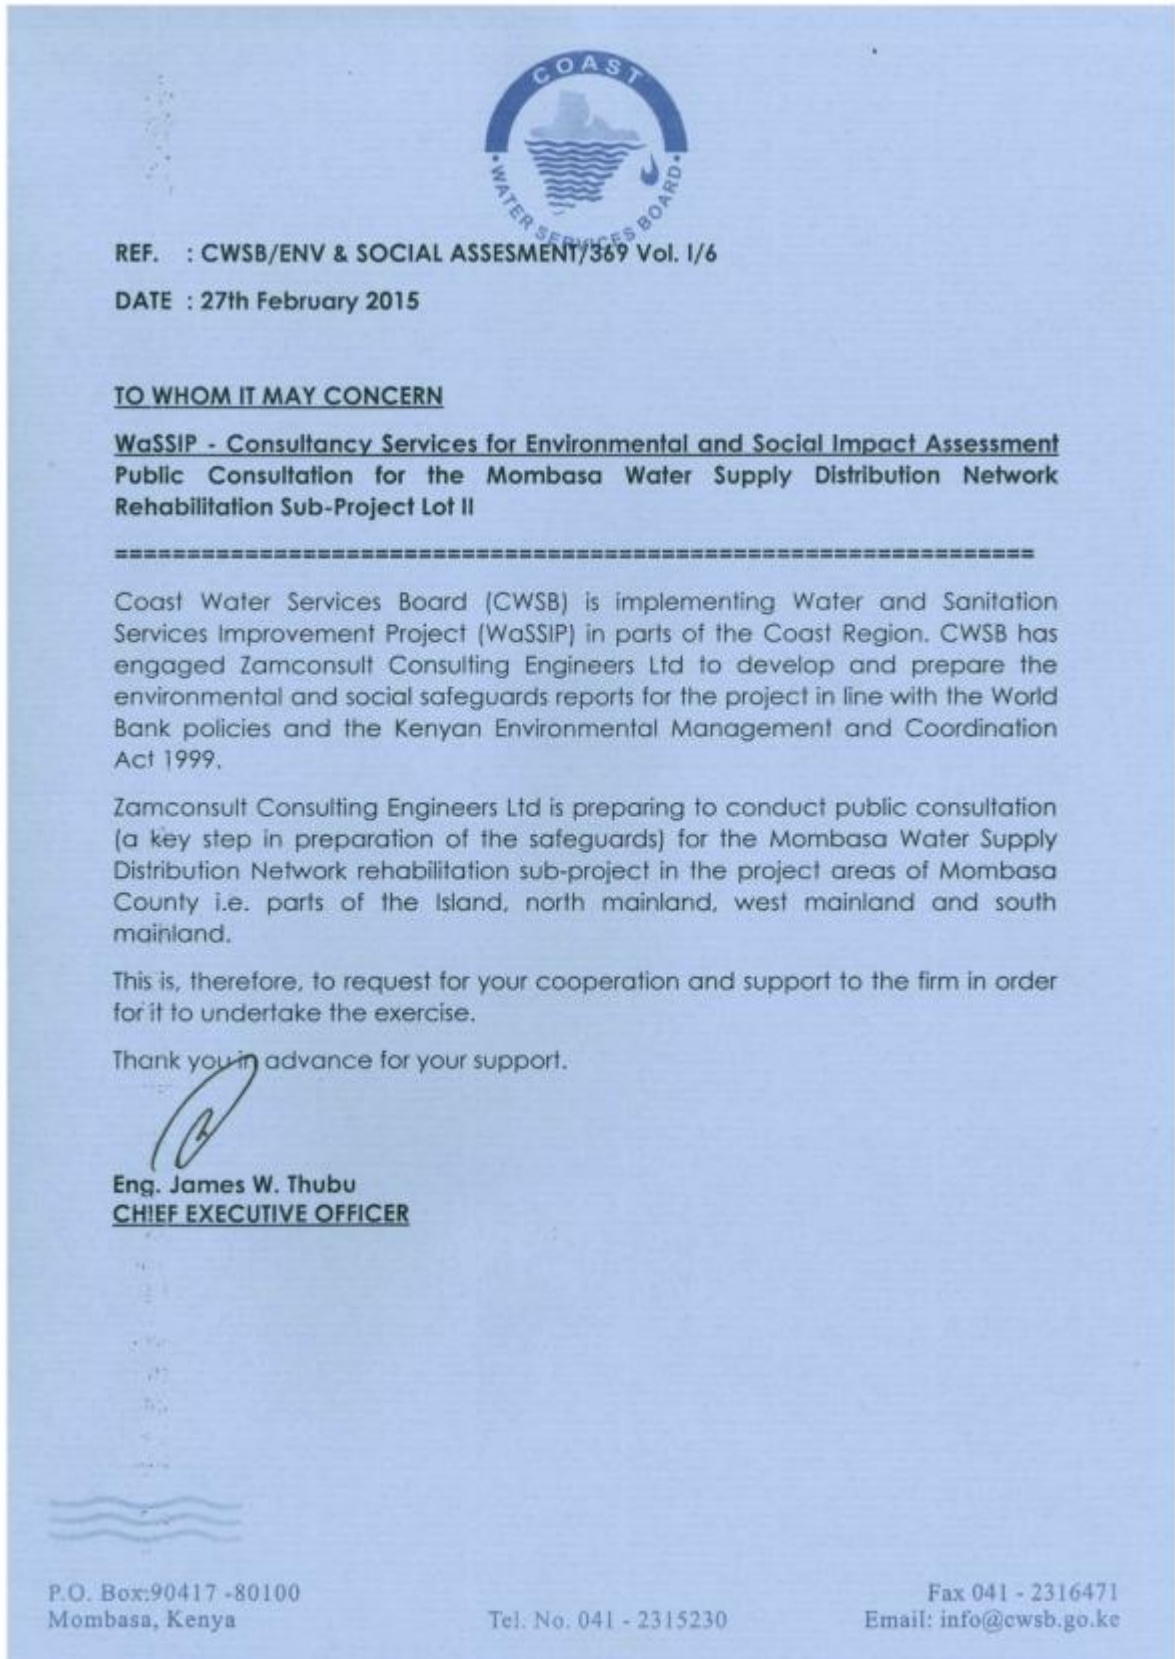 COAST
WATER SERVICES BOARD
REF. : CWSB/ENV & SOCIAL ASSESMENT/369 Vol. I/6
DATE : 27th February 2015
TO WHOM IT MAY CONCERN
WaSSIP - Consultancy Services for Environmental and Social Impact Assessment
Public Consultation for the Mombasa Water Supply Distribution Network
Rehabilitation Sub-Project Lot II
================================================================
Coast Water Services Board (CWSB) is implementing Water and Sanitation
Services Improvement Project (WaSSIP) in parts of the Coast Region. CWSB has
engaged Zamconsult Consulting Engineers Ltd to develop and prepare the
environmental and social safeguards reports for the project in line with the World
Bank policies and the Kenyan Environmental Management and Coordination
Act 1999.
Zamconsult Consulting Engineers Ltd is preparing to conduct public consultation
(a key step in preparation of the safeguards) for the Mombasa Water Supply
Distribution Network rehabilitation sub-project in the project areas of Mombasa
County i.e. parts of the Island, north mainland, west mainland and south
mainland.
This is, therefore, to request for your cooperation and support to the firm in order
for it to undertake the exercise.
Thank you in advance for your support.
Eng. James W. Thubu
CHIEF EXECUTIVE OFFICER
P.O. Box:90417 -80100
Mombasa, Kenya
Tel. No. 041 - 2315230
Fax 041 - 2316471
Email: info@cwsb.go.ke